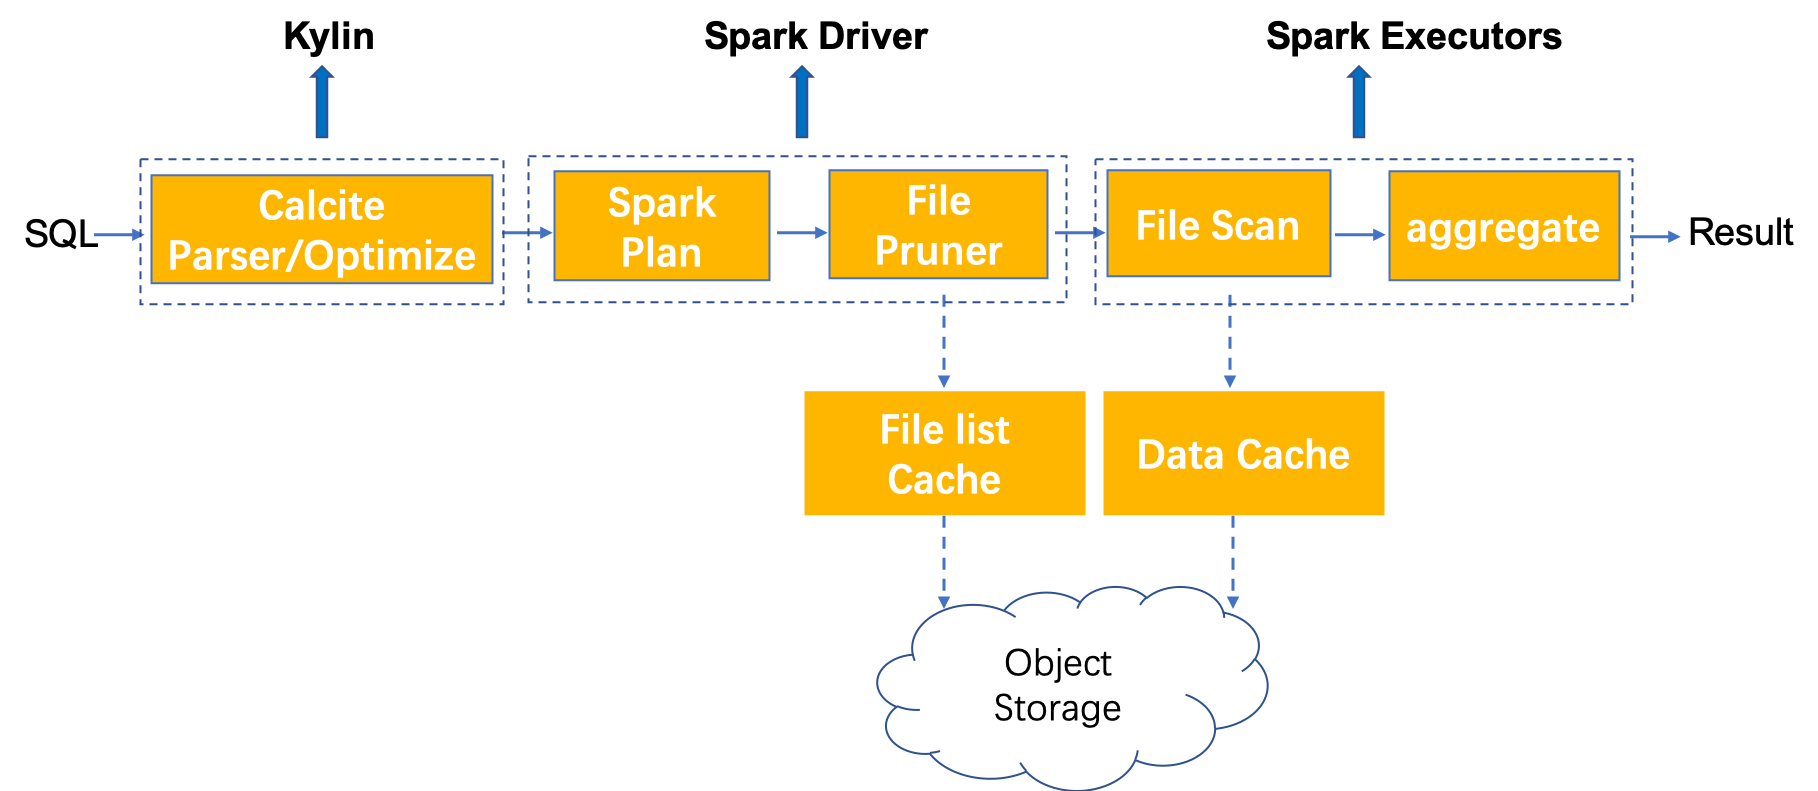 Kylin
Spark Driver
Spark Executors
SQL
Calcite
Parser/Optimize
Spark
Plan
File
Pruner
File Scan
aggregate
Result
File list
Cache
Data Cache
Object
Storage